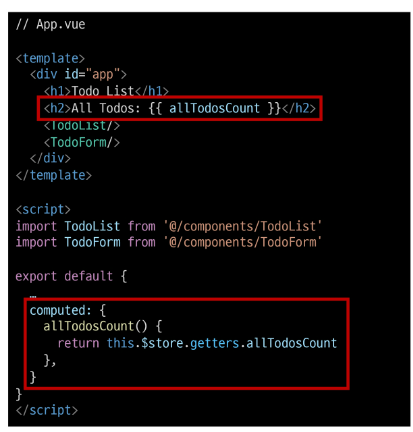 // App.vue
<template>
<div id="app">
<h1>Todo List</h1>
<h2>All Todos: {{ allTodosCount }}</h2>
<TodoList/>
<TodoForm/>
</div>
</template>
<script>
import TodoList from '@/components/TodoList'
import TodoForm from '@/components/TodoForm'
export default {
…
computed: {
allTodosCount() {
return this.$store.getters.allTodosCount
},
}
}
</script>